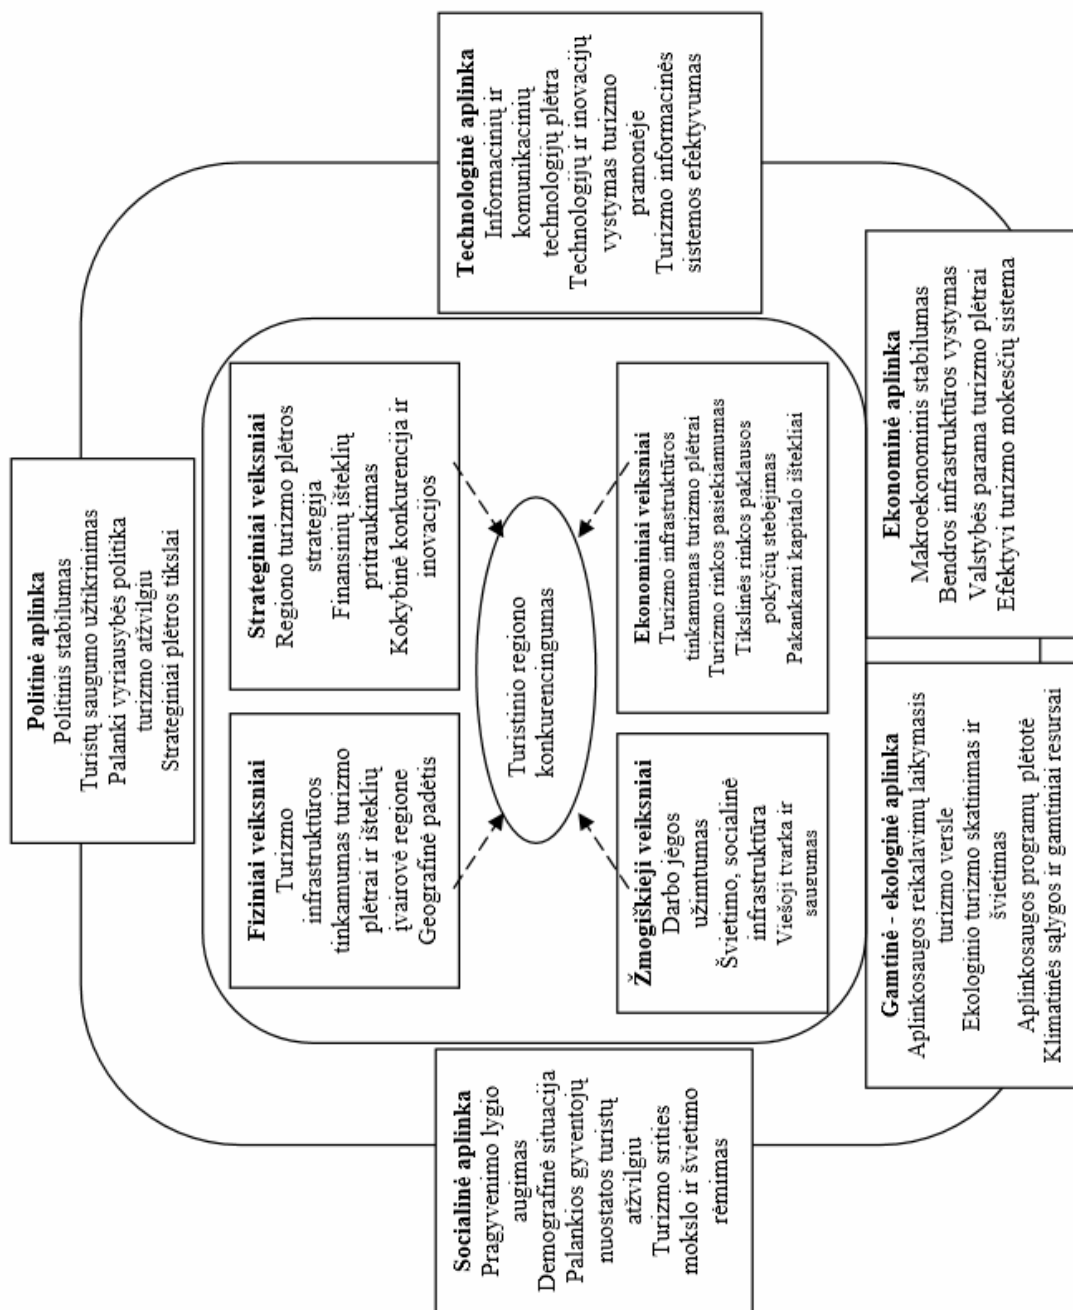 Politinė aplinka
Politinis stabilumas
Turistų saugumo užtikrinimas
Palanki vyriausybės politika
turizmo atžvilgiu
Strateginiai plėtros tikslai
Socialinė aplinka
Pragyvenimo lygio
augimas
Demografinė situacija
Palankios gyventojų
nuostatos turistų
atžvilgiu
Turizmo srities
mokslo ir švietimo
rėmimas
Fiziniai veiksniai
Turizmo
infrastruktūros
tinkamumas turizmo
plėtrai ir išteklių
įvairovė regione
Geografinė padėtis
Strateginiai veiksniai
Regiono turizmo plėtros
strategija
Finansinių išteklių
pritraukimas
Kokybinė konkurencija ir
inovacijos
Technologinė aplinka
Informacinių ir
komunikacinių
technologijų plėtra
Technologijų ir inovacijų
vystymas turizmo
pramonėje
Turizmo informacinės
sistemos efektyvumas
Turistinio regiono
konkurencingumas
Žmogiškieji veiksniai
Darbo jėgos
užimtumas
Švietimo, socialinė
infrastruktūra
Viešoji tvarka ir
saugumas
Ekonominiai veiksniai
Turizmo infrastruktūros
tinkamumas turizmo plėtrai
Turizmo rinkos pasiekiamumas
Tikslinės rinkos paklausos
pokyčių stebėjimas
Pakankami kapitalo ištekliai
Gamtinė - ekologinė aplinka
Aplinkosaugos reikalavimų laikymasis
turizmo versle
Ekologinio turizmo skatinimas ir
švietimas
Aplinkosaugos programų plėtotė
Klimatinės sąlygos ir gamtiniai resursai
Ekonominė aplinka
Makroekonominis stabilumas
Bendros infrastruktūros vystymas
Valstybės parama turizmo plėtrai
Efektyvi turizmo mokesčių sistema